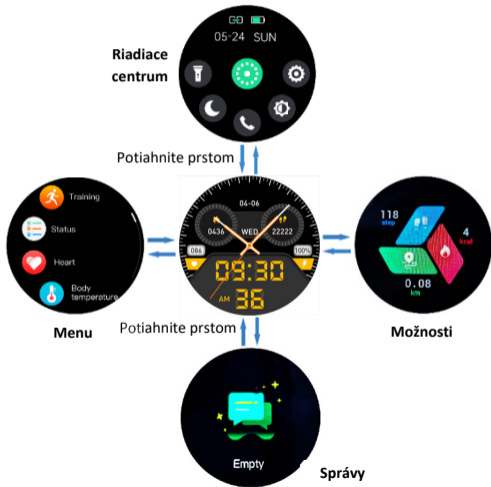 Riadiace
centrum
05-24 SUN
Potiahnite prstom
Training
Status
Heart
Body
temperature
Menu
04-06
0436 WED 22222
086
100%
09:30
AM 36
118
step
4
kcal
0.08
km
Možnosti
Potiahnite prstom
Empty
Správy